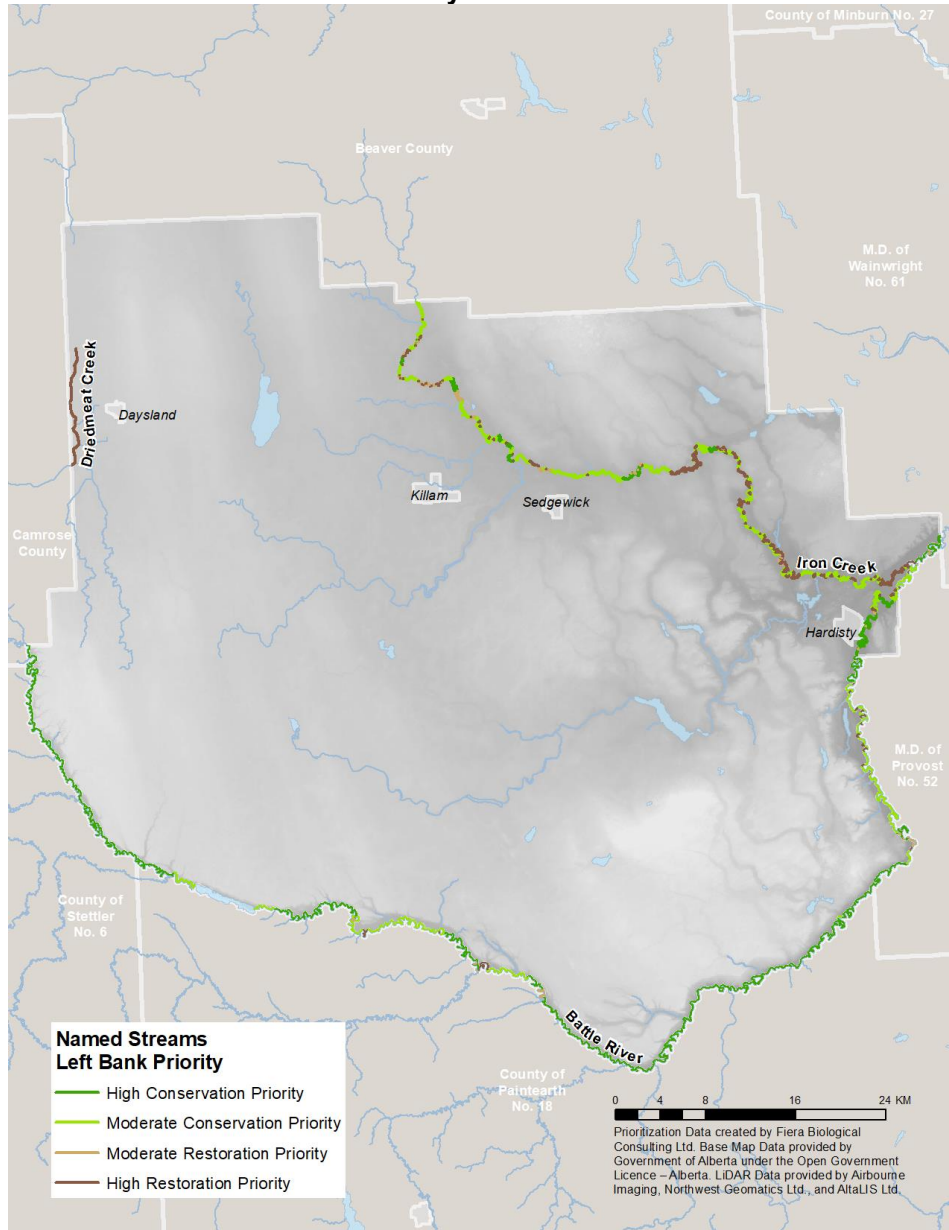 County of Minburn No. 27
Beaver County
M.D. of
Wainwright
No. 61
Driedmeat Creek
Daysland
Killam
Sedgewick
Camrose
County
Iron Creek
Hardisty
M.D. of
Provost
No. 52
County of
Stettler
No. 6
Battle River
County of
Paintearth
No. 18
Named Streams
Left Bank Priority
High Conservation Priority
Moderate Conservation Priority
Moderate Restoration Priority
High Restoration Priority
0 4 8 16 24 KM
Prioritization Data created by Fiera Biological
Consulting Ltd. Base Map Data provided by
Government of Alberta under the Open Government
Licence – Alberta. LiDAR Data provided by Airbourne
Imaging, Northwest Geomatics Ltd., and AltaLIS Ltd.